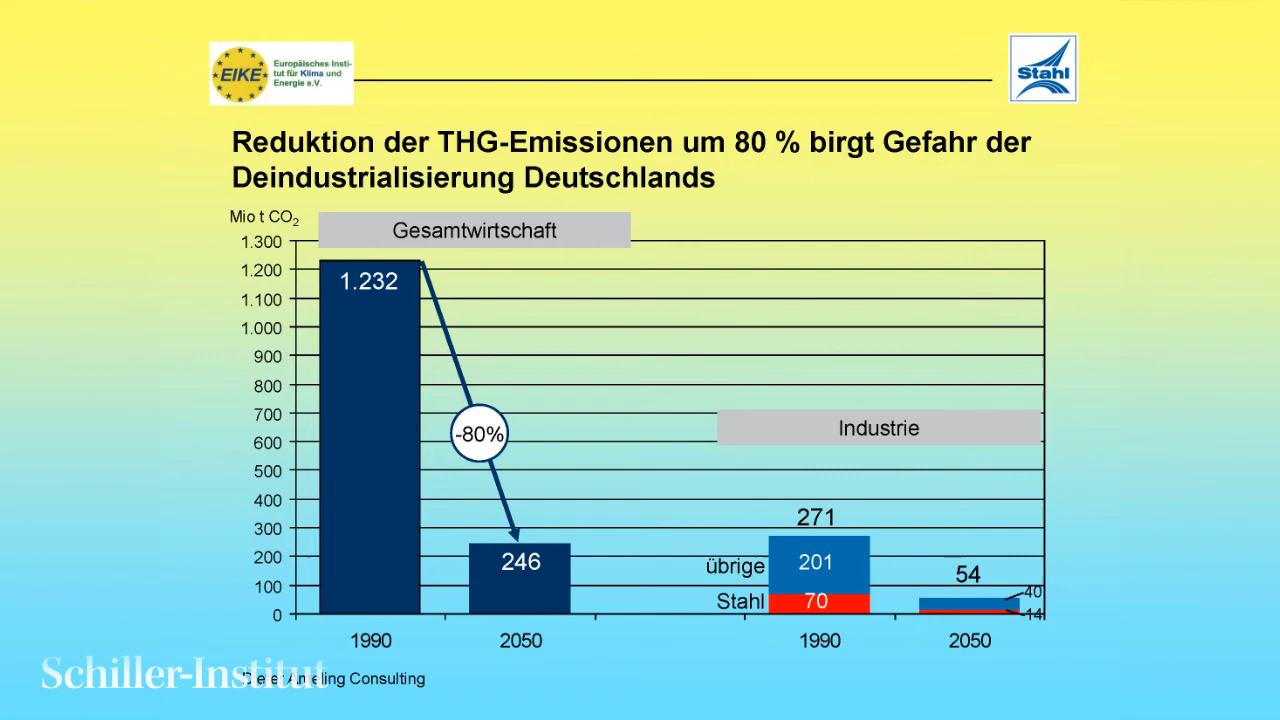 EIKE
Europäisches Insti-
tut für Klima und
Energie e.V.
Stahl
Reduktion der THG-Emissionen um 80 % birgt Gefahr der
Deindustrialisierung Deutschlands
Mio t CO2
Gesamtwirtschaft
1.300
1.200
1.100
1.000
900
800
700
600
500
400
300
200
100
0
1.232
-80%
246
Industrie
271
übrige
201
Stahl
70
54
40
14
1990
2050
1990
2050
Schiller-Institut
Dieter Ameling Consulting